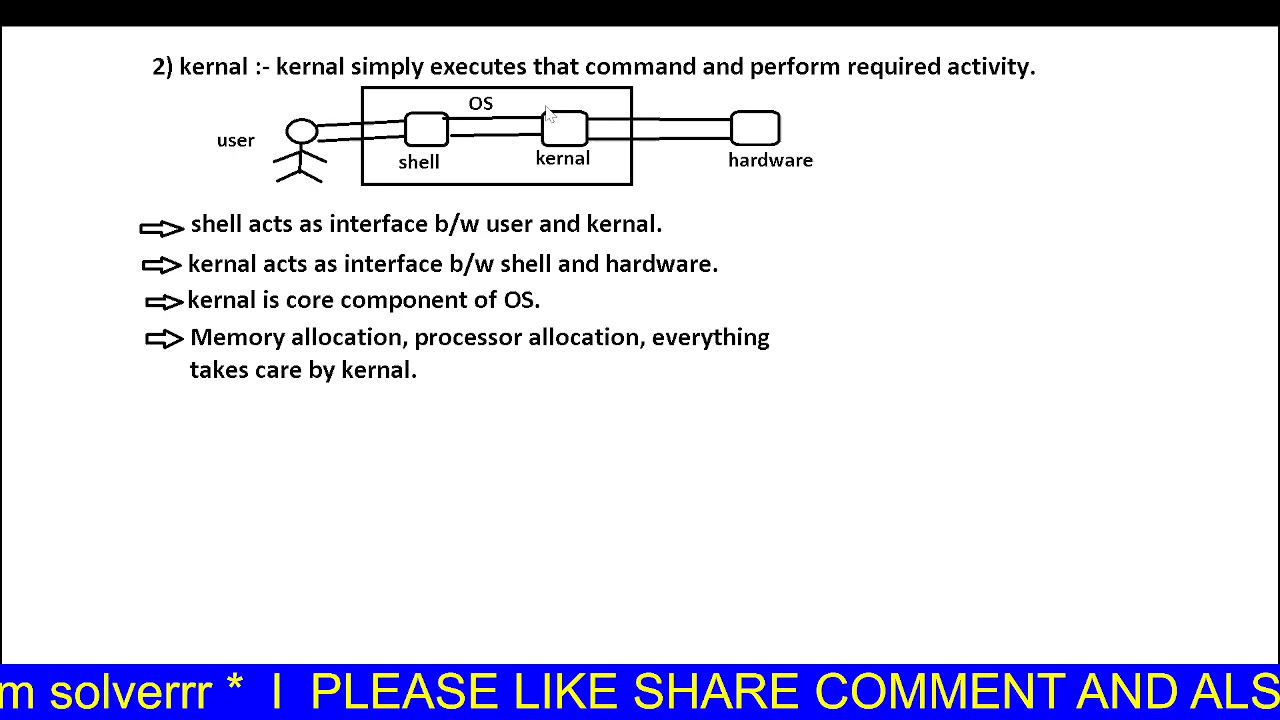 2) kernal :- kernal simply executes that command and perform required activity.
OS
user
shell
kernal
hardware
shell acts as interface b/w user and kernal.
kernal acts as interface b/w shell and hardware.
kernal is core component of OS.
Memory allocation, processor allocation, everything
takes care by kernal.
m solverrr * I PLEASE LIKE SHARE COMMENT AND ALS